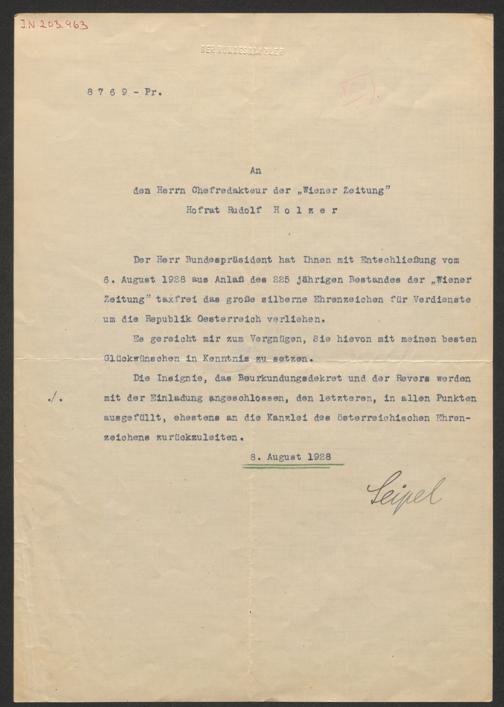 J.N 203.963
DER BUNDESKANZLER
8769-Pr.
An
den Herrn Chefredakteur der „Wiener Zeitung"
Hofrat Rudolf Holzer
Der Herr Bundespräsident hat Ihnen mit Entschließung vom
6. August 1928 aus Anlaß des 225 jährigen Bestandes der „Wiener
Zeitung" taxfrei das große silberne Ehrenzeichen für Verdienste
um die Republik Oesterreich verliehen.
Es gereicht mir zum Vergnügen, Sie hievon mit meinen besten
Glückwünschen in Kenntnis zu setzen.
Die Insignie, das Beurkundungsdekret und der Revers werden
./. mit der Einladung angeschlossen, den letzteren, in allen Punkten
ausgefüllt, ehestens an die Kanzlei des österreichischen Ehren-
zeichens zurückzuleiten.
8. August 1928
Seipel